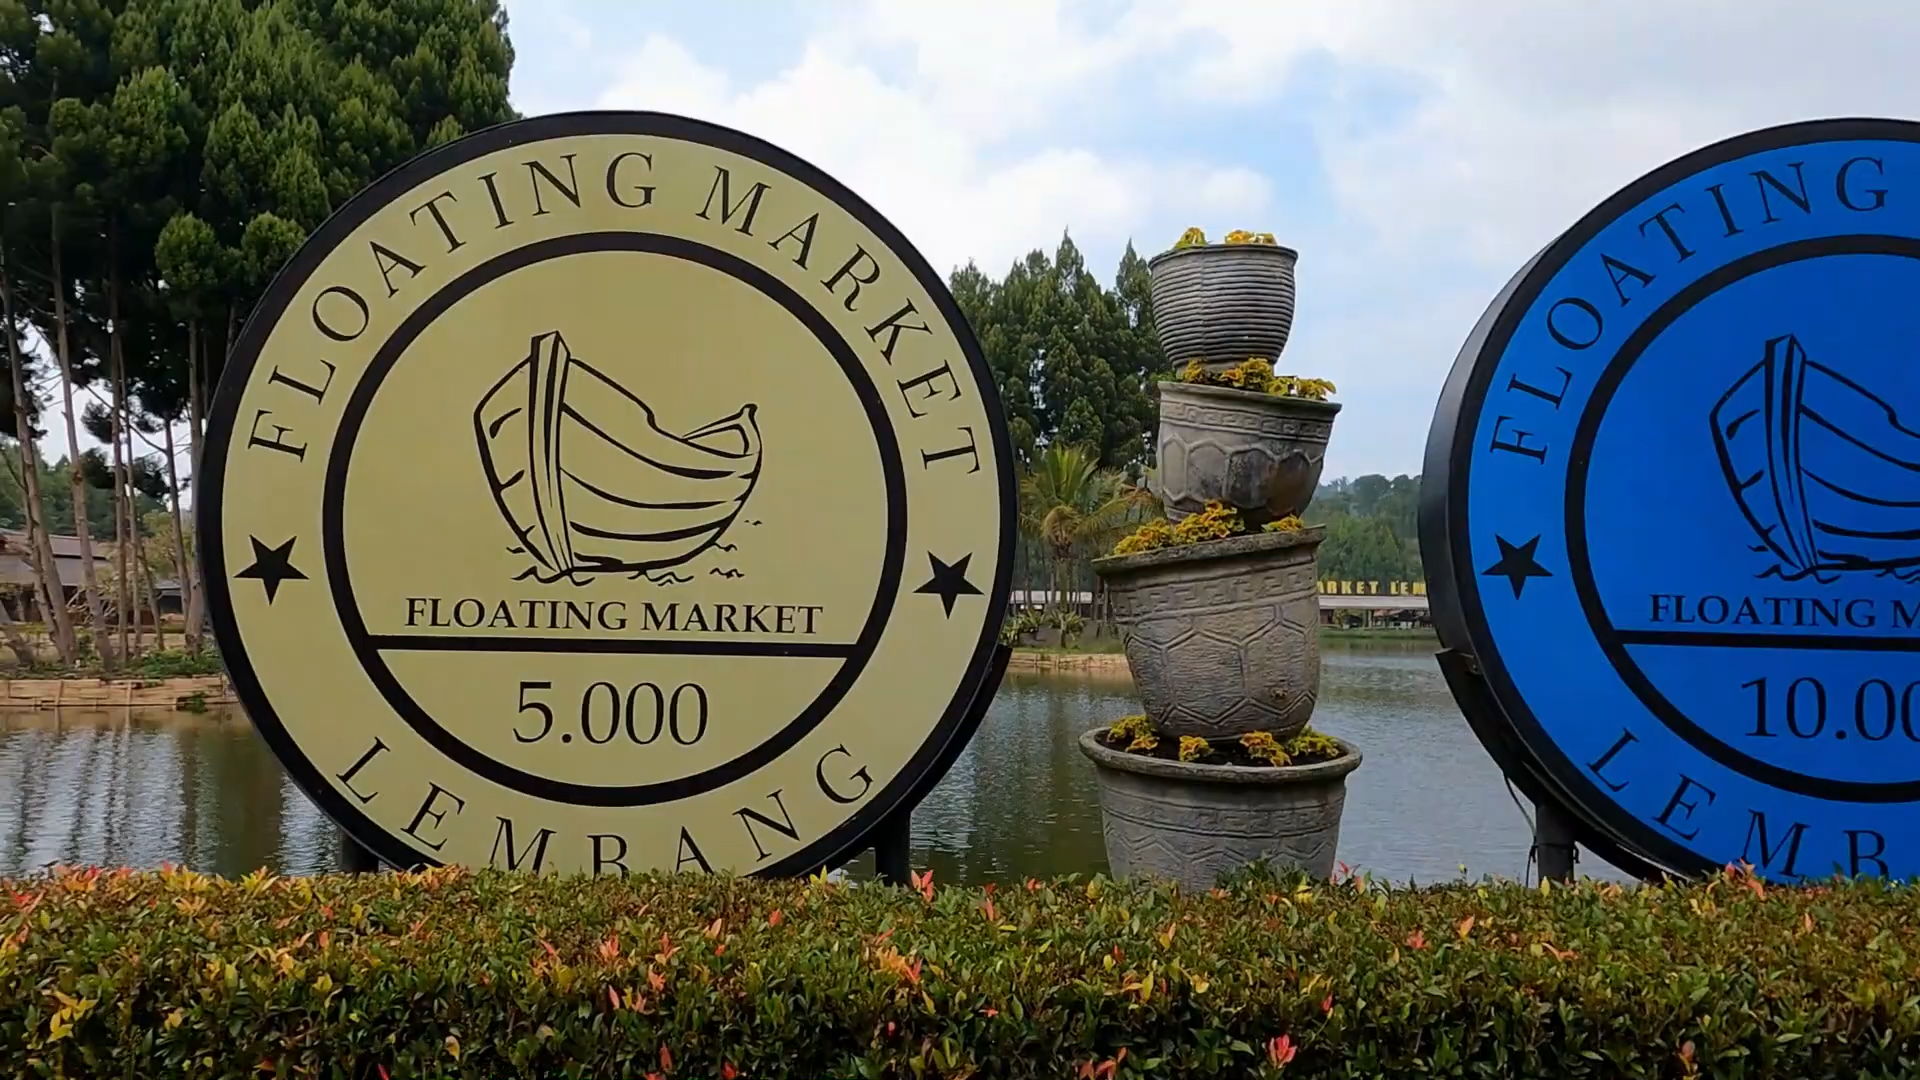 FLOATING MARKET
FLOATING MARKET
5.000
LEMBANG
FLOATING
FLOATING
10.00
LEMB